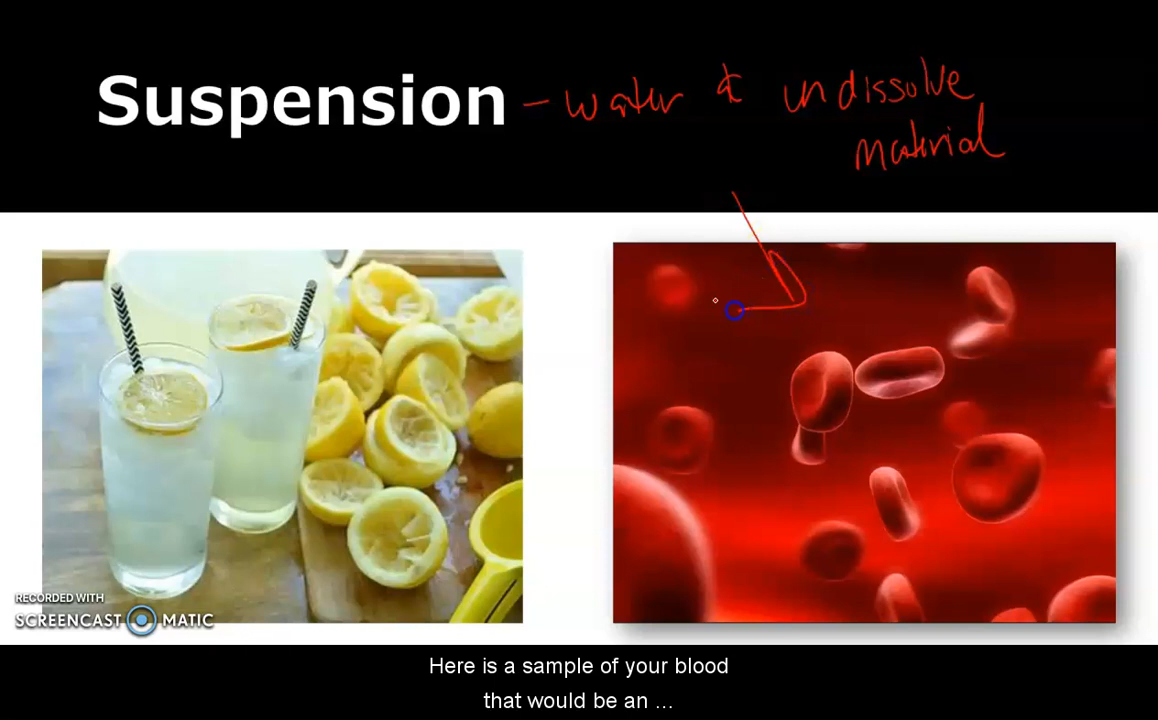 Suspension - water & undissolve
material
RECORDED WITH
SCREENCAST MATIC
Here is a sample of your blood
that would be an ...